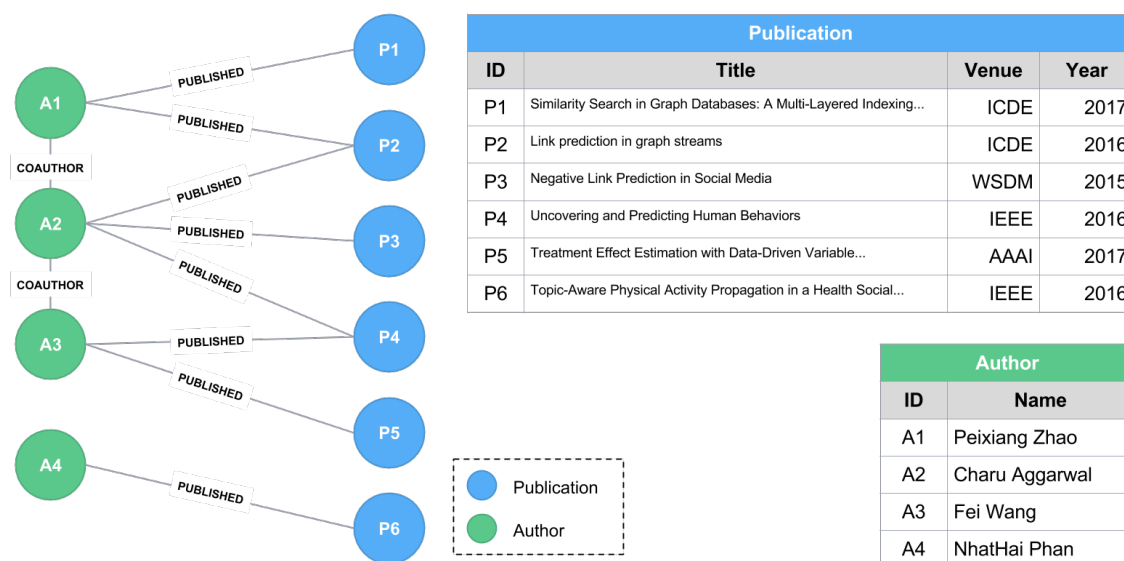 P1
PUBLISHED
A1
PUBLISHED
P2
COAUTHOR
PUBLISHED
A2
PUBLISHED
P3
PUBLISHED
COAUTHOR
A3
PUBLISHED
P4
PUBLISHED
P5
A4
PUBLISHED
P6
Publication
Author
Publication
ID Title Venue Year
P1 Similarity Search in Graph Databases: A Multi-Layered Indexing... ICDE 2017
P2 Link prediction in graph streams ICDE 2016
P3 Negative Link Prediction in Social Media WSDM 2015
P4 Uncovering and Predicting Human Behaviors IEEE 2016
P5 Treatment Effect Estimation with Data-Driven Variable... AAAI 2017
P6 Topic-Aware Physical Activity Propagation in a Health Social... IEEE 2016
Author
ID Name
A1 Peixiang Zhao
A2 Charu Aggarwal
A3 Fei Wang
A4 NhatHai Phan